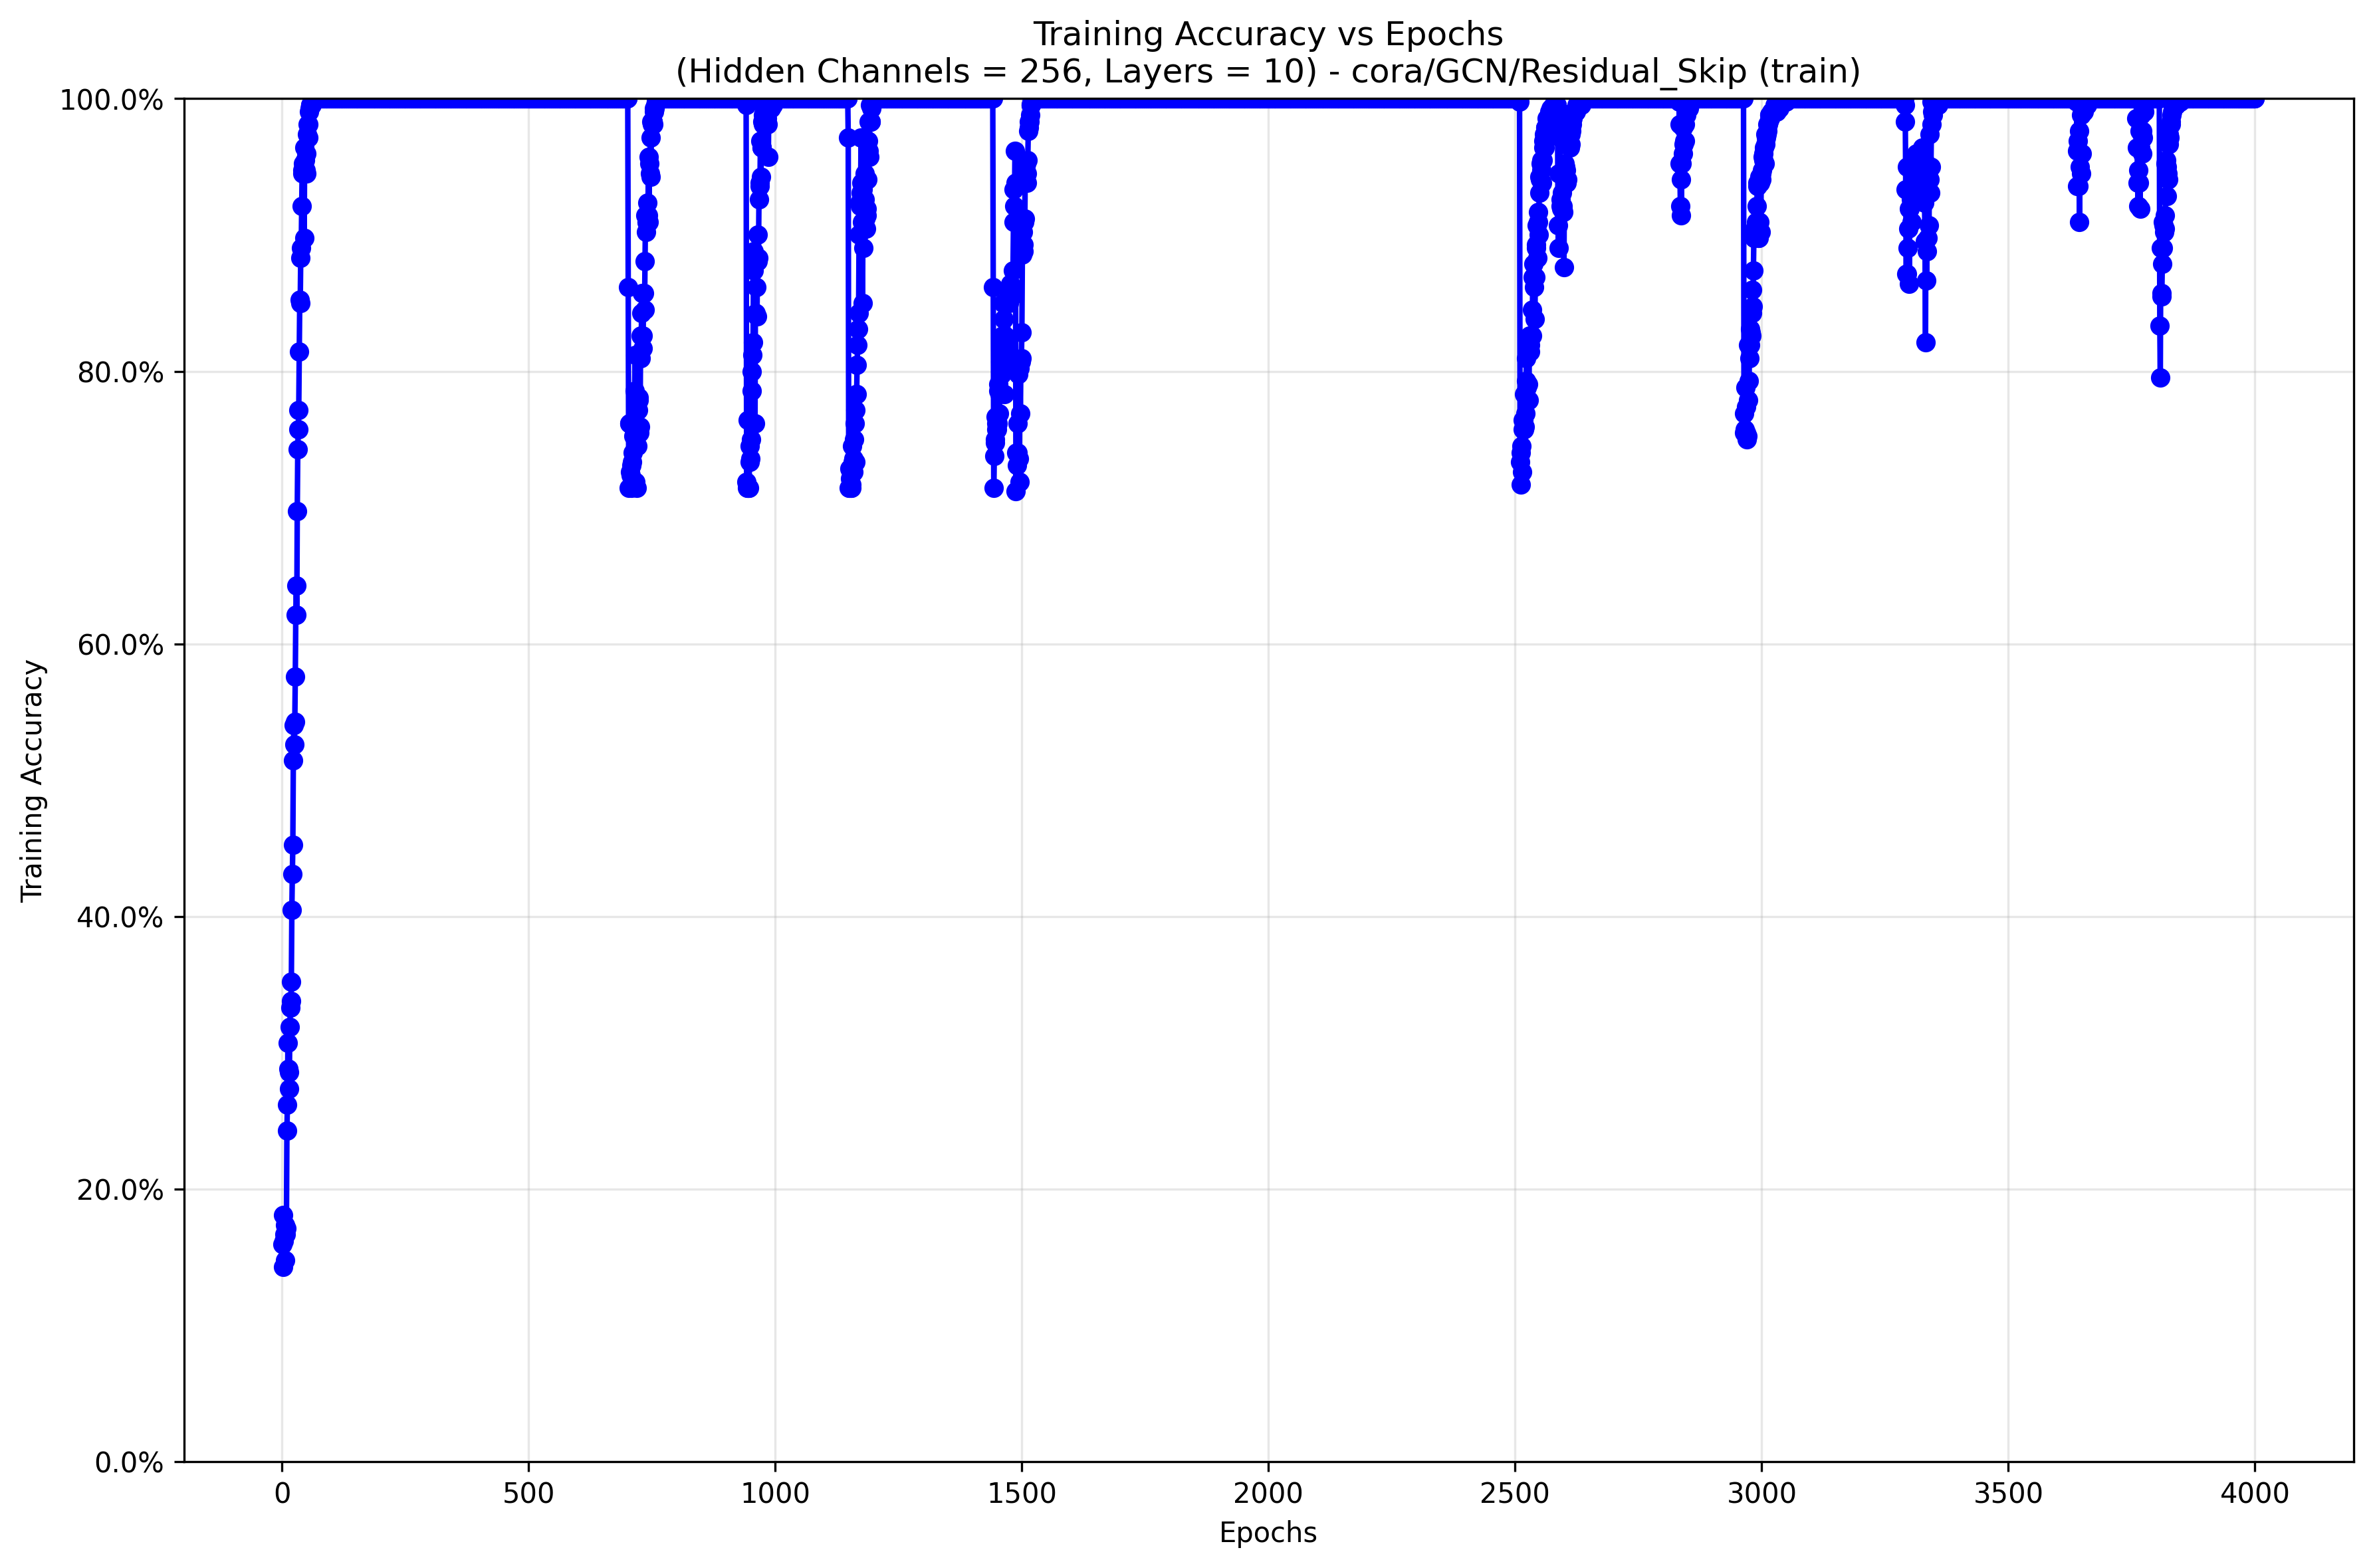 Training Accuracy vs Epochs
(Hidden Channels = 256, Layers = 10) - cora/GCN/Residual_Skip (train)
Training Accuracy
100.0%
80.0%
60.0%
40.0%
20.0%
0.0%
0 500 1000 1500 2000 2500 3000 3500 4000
Epochs